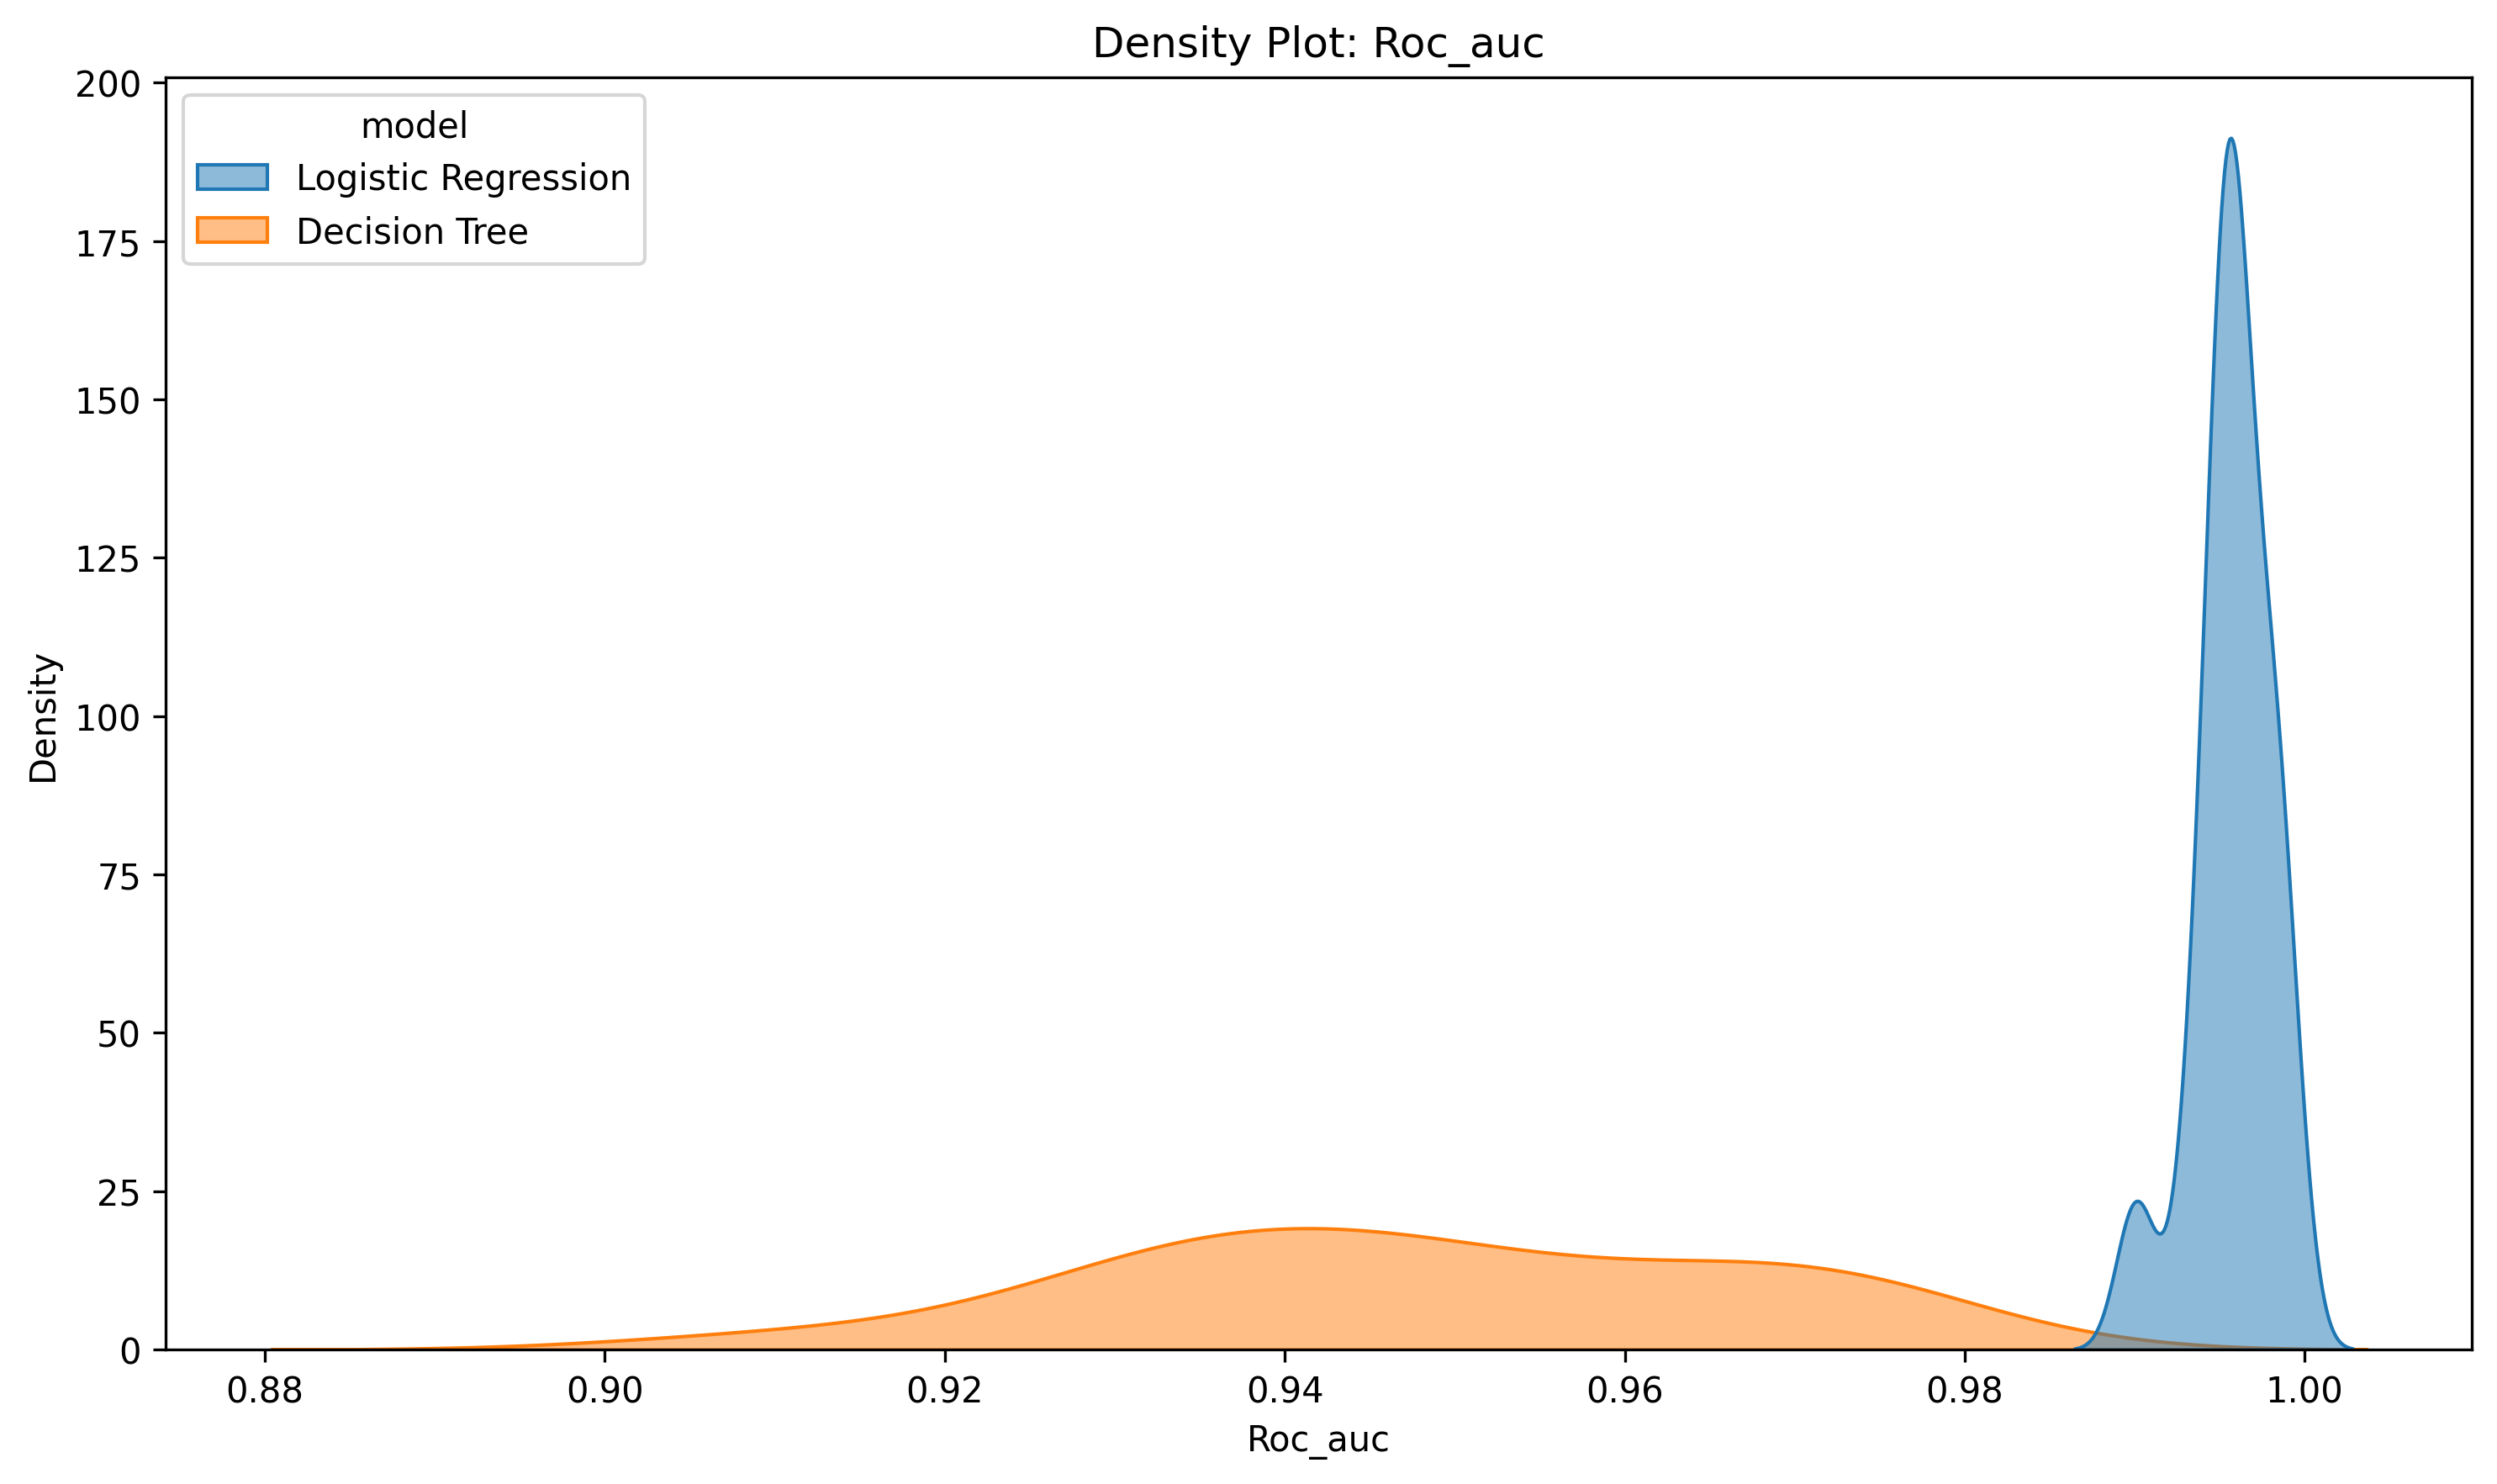 Density Plot: Roc_auc
model
Logistic Regression
Decision Tree
Density
200
175
150
125
100
75
50
25
0
0.88 0.90 0.92 0.94 0.96 0.98 1.00
Roc_auc